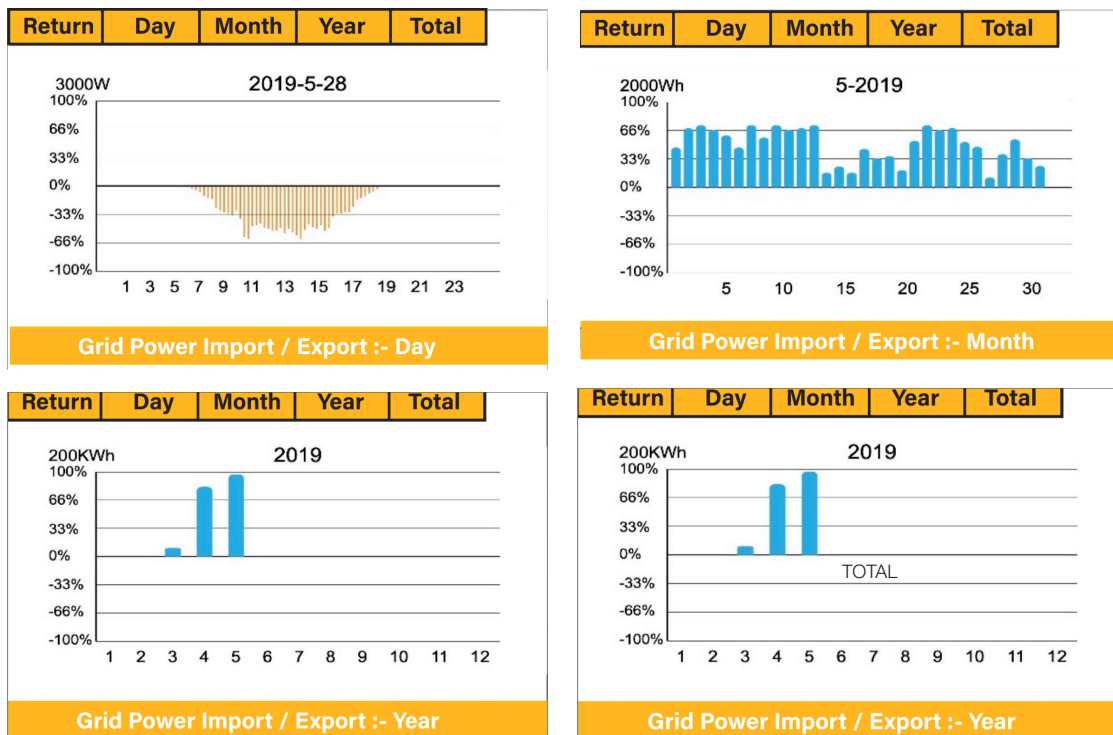 Return Day Month Year Total
3000W
2019-5-28
100%
66%
33%
0%
-33%
-66%
-100%
1 3 5 7 9 11 13 15 17 19 21 23
Grid Power Import / Export :- Day
Return Day Month Year Total
2000Wh
5-2019
100%
66%
33%
0%
-33%
-66%
-100%
5 10 15 20 25 30
Grid Power Import / Export :- Month
Return Day Month Year Total
200KWh
2019
100%
66%
33%
0%
-33%
-66%
-100%
1 2 3 4 5 6 7 8 9 10 11 12
Grid Power Import / Export :- Year
Return Day Month Year Total
200KWh
2019
100%
66%
33%
0%
TOTAL
-33%
-66%
-100%
1 2 3 4 5 6 7 8 9 10 11 12
Grid Power Import / Export :- Year